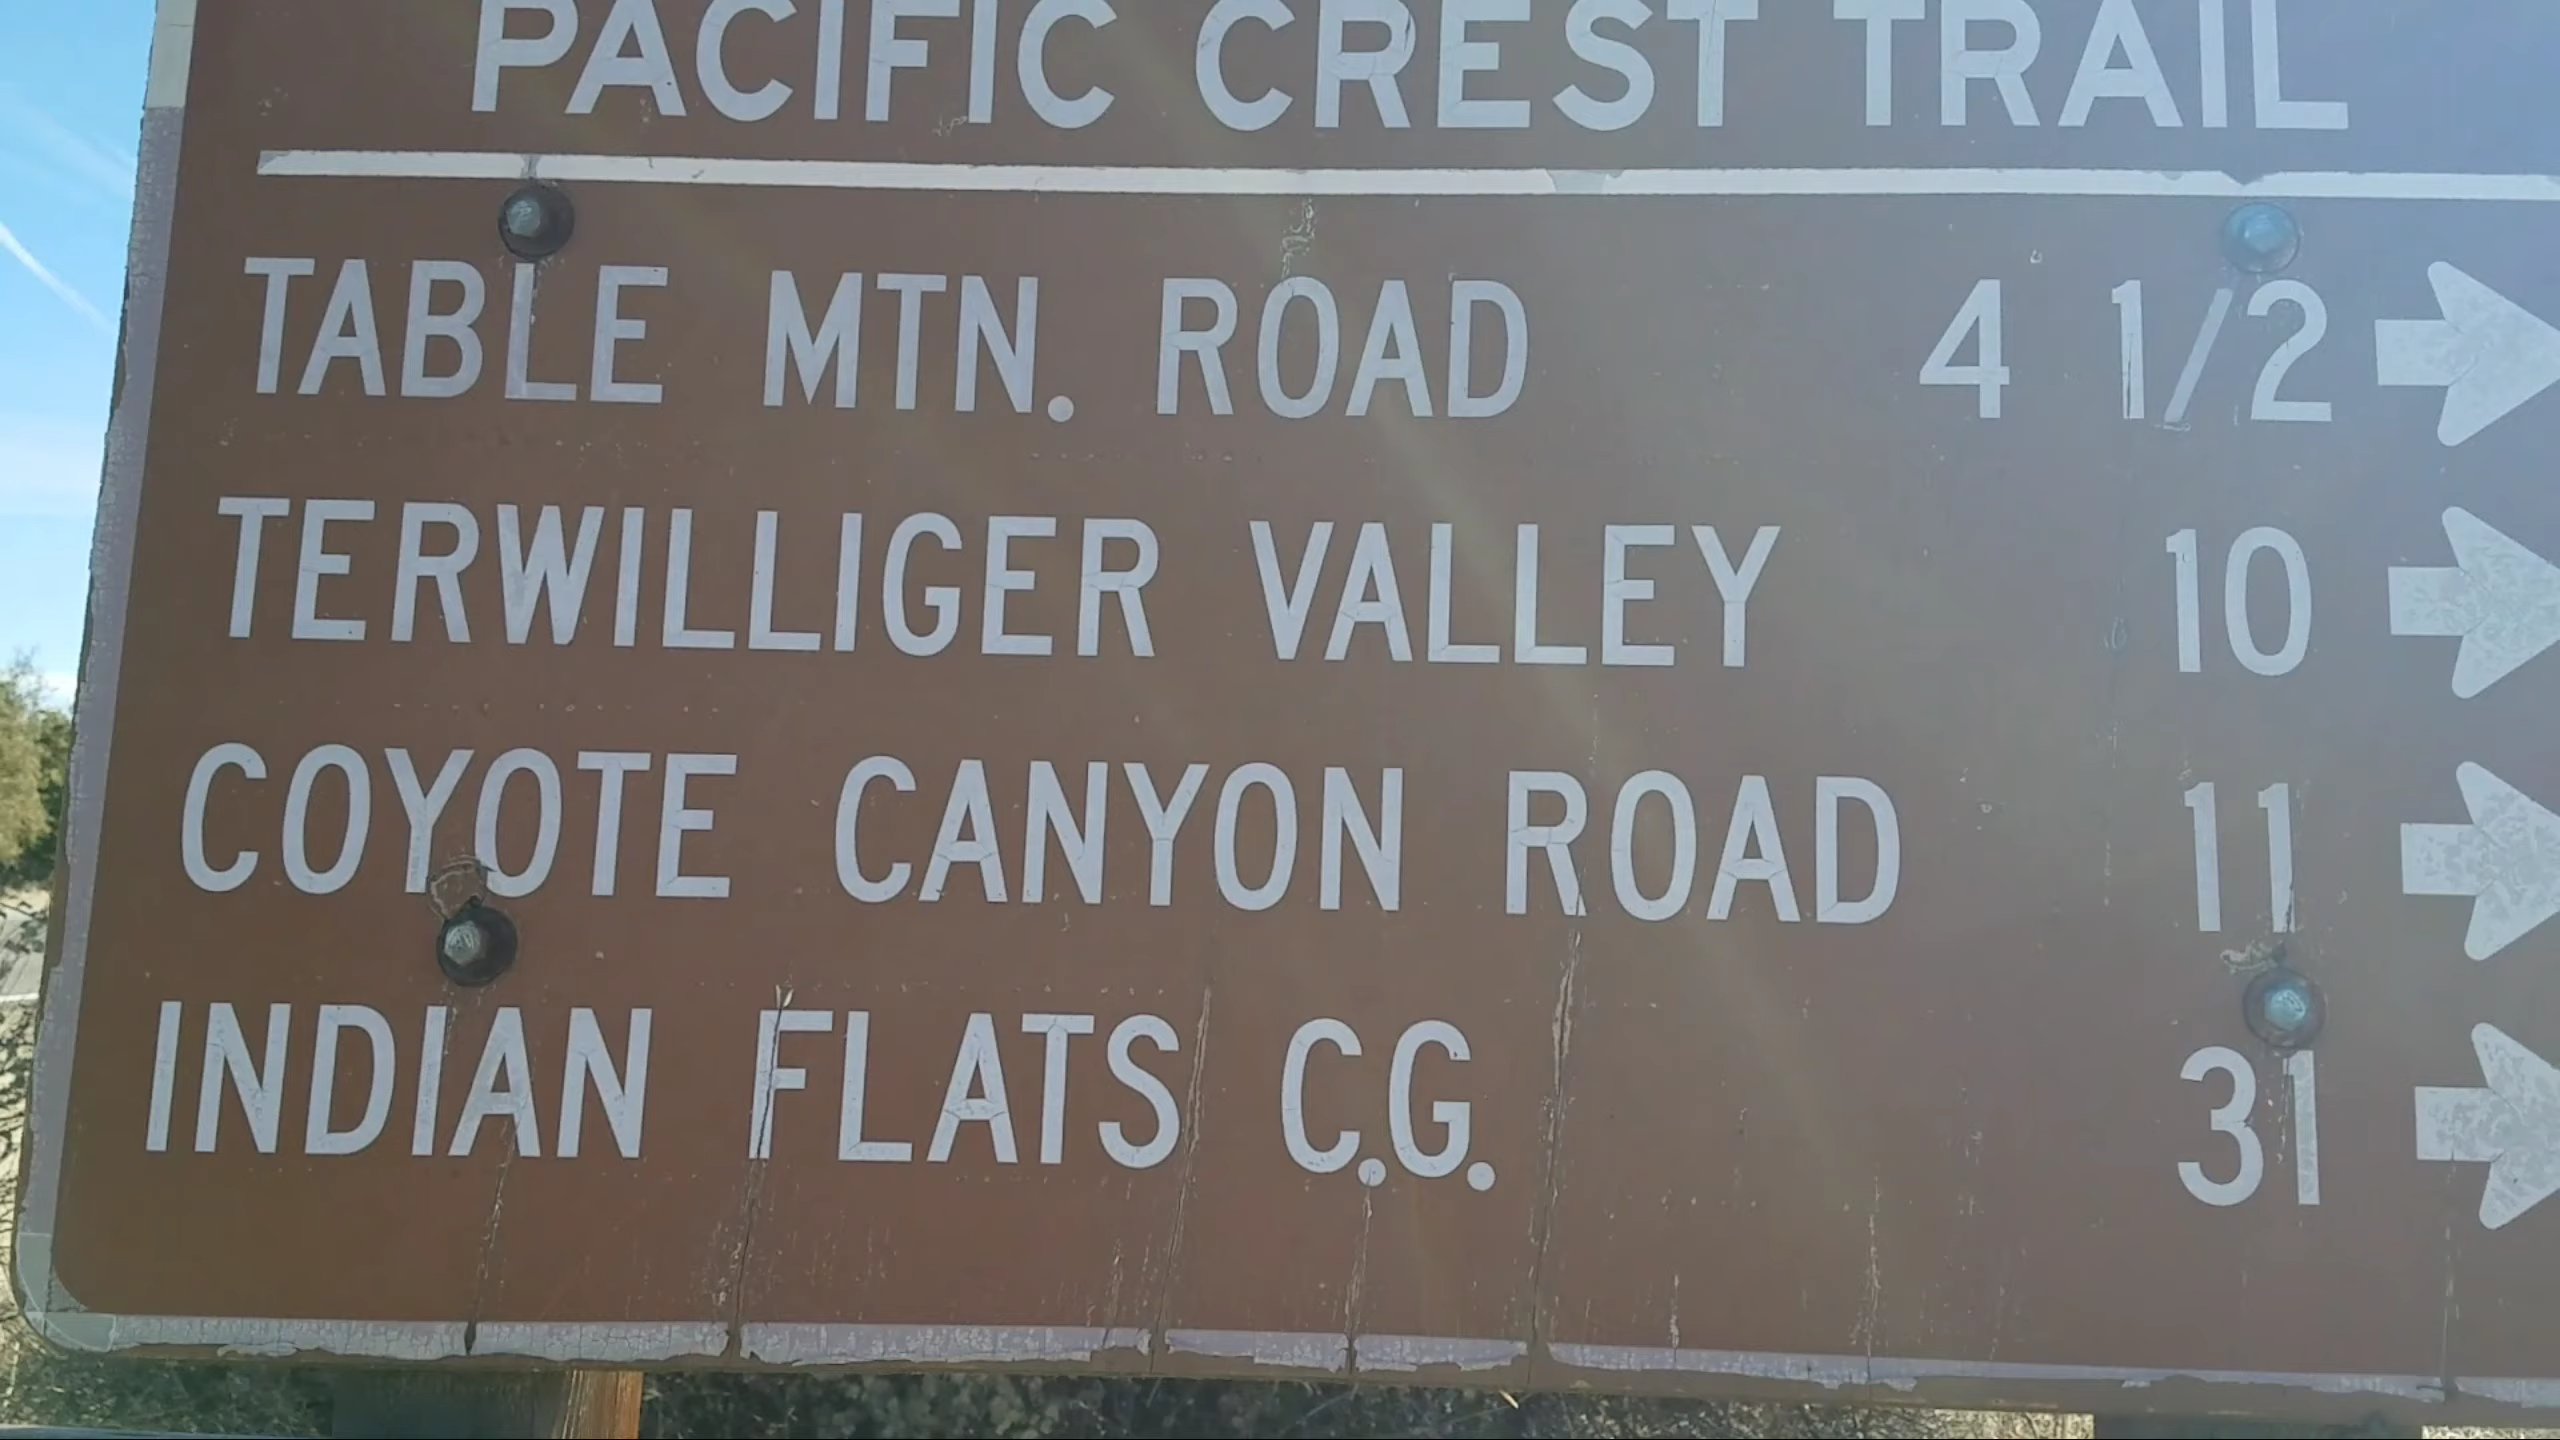 PACIFIC CREST TRAIL
TABLE MTN. ROAD 4 1/2
TERWILLIGER VALLEY 10
COYOTE CANYON ROAD 11
INDIAN FLATS C.G. 31